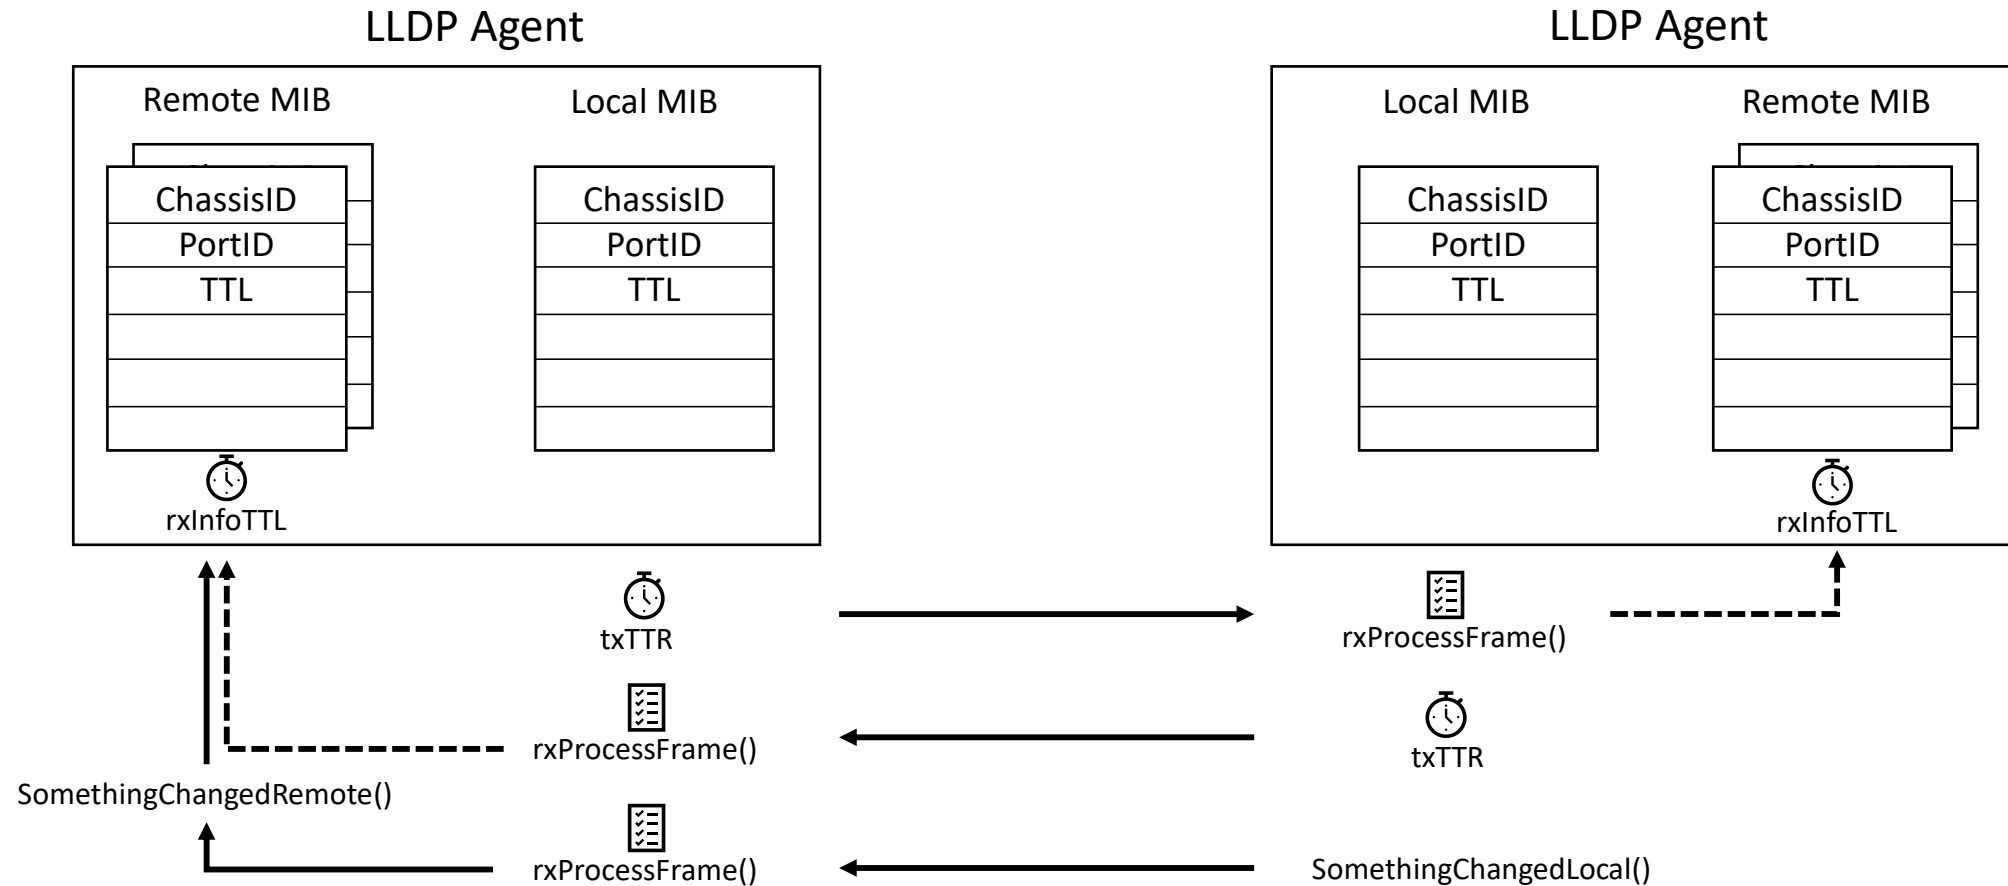 LLDP Agent
Remote MIB
Local MIB
ChassisID
PortID
TTL
ChassisID
PortID
TTL
rxInfoTTL
LLDP Agent
Local MIB
Remote MIB
ChassisID
PortID
TTL
ChassisID
PortID
TTL
rxInfoTTL
txTTR
rxProcessFrame()
rxProcessFrame()
txTTR
SomethingChangedRemote()
rxProcessFrame()
SomethingChangedLocal()